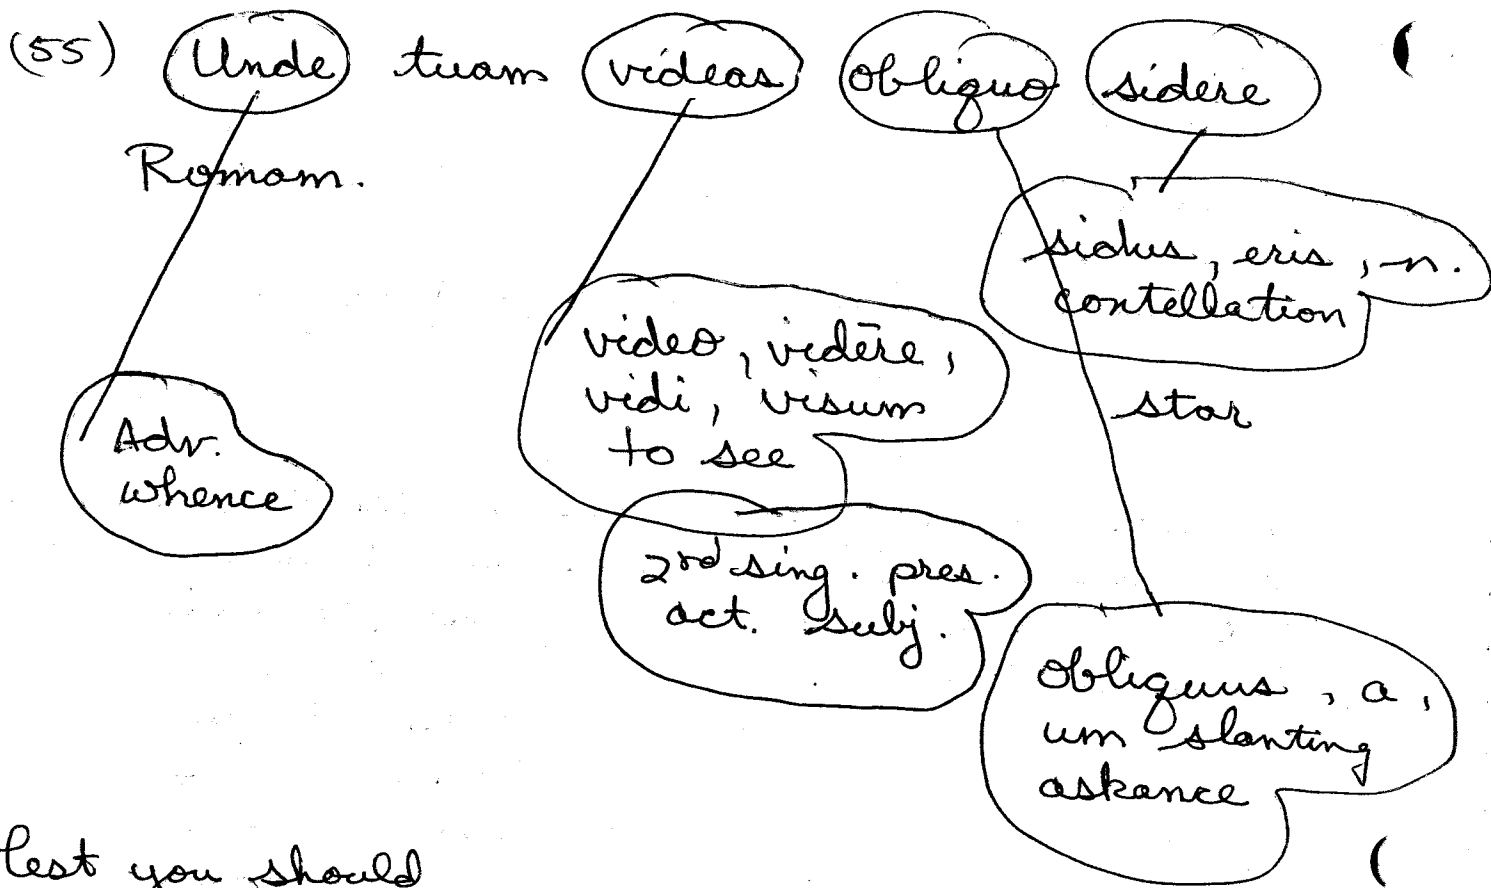 (55) Unde tuam videas obliquo sidere
Romam.
sidus, eris, n.
contellation
video, vidēre,
vidi, visum
to see
star
Adv.
whence
2nd sing. pres.
act. subj.
obliquus, a,
um slanting
askance
lest you should